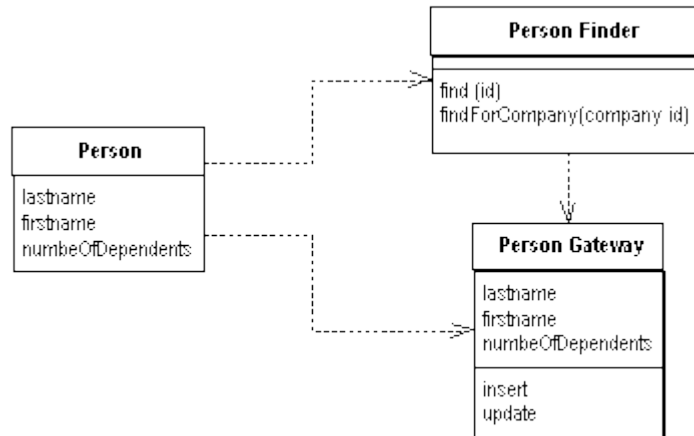 Person Finder
find (id)
findForCompany(company id)
Person
lastname
firstname
numbeOfDependents
Person Gateway
lastname
firstname
numbeOfDependents
insert
update